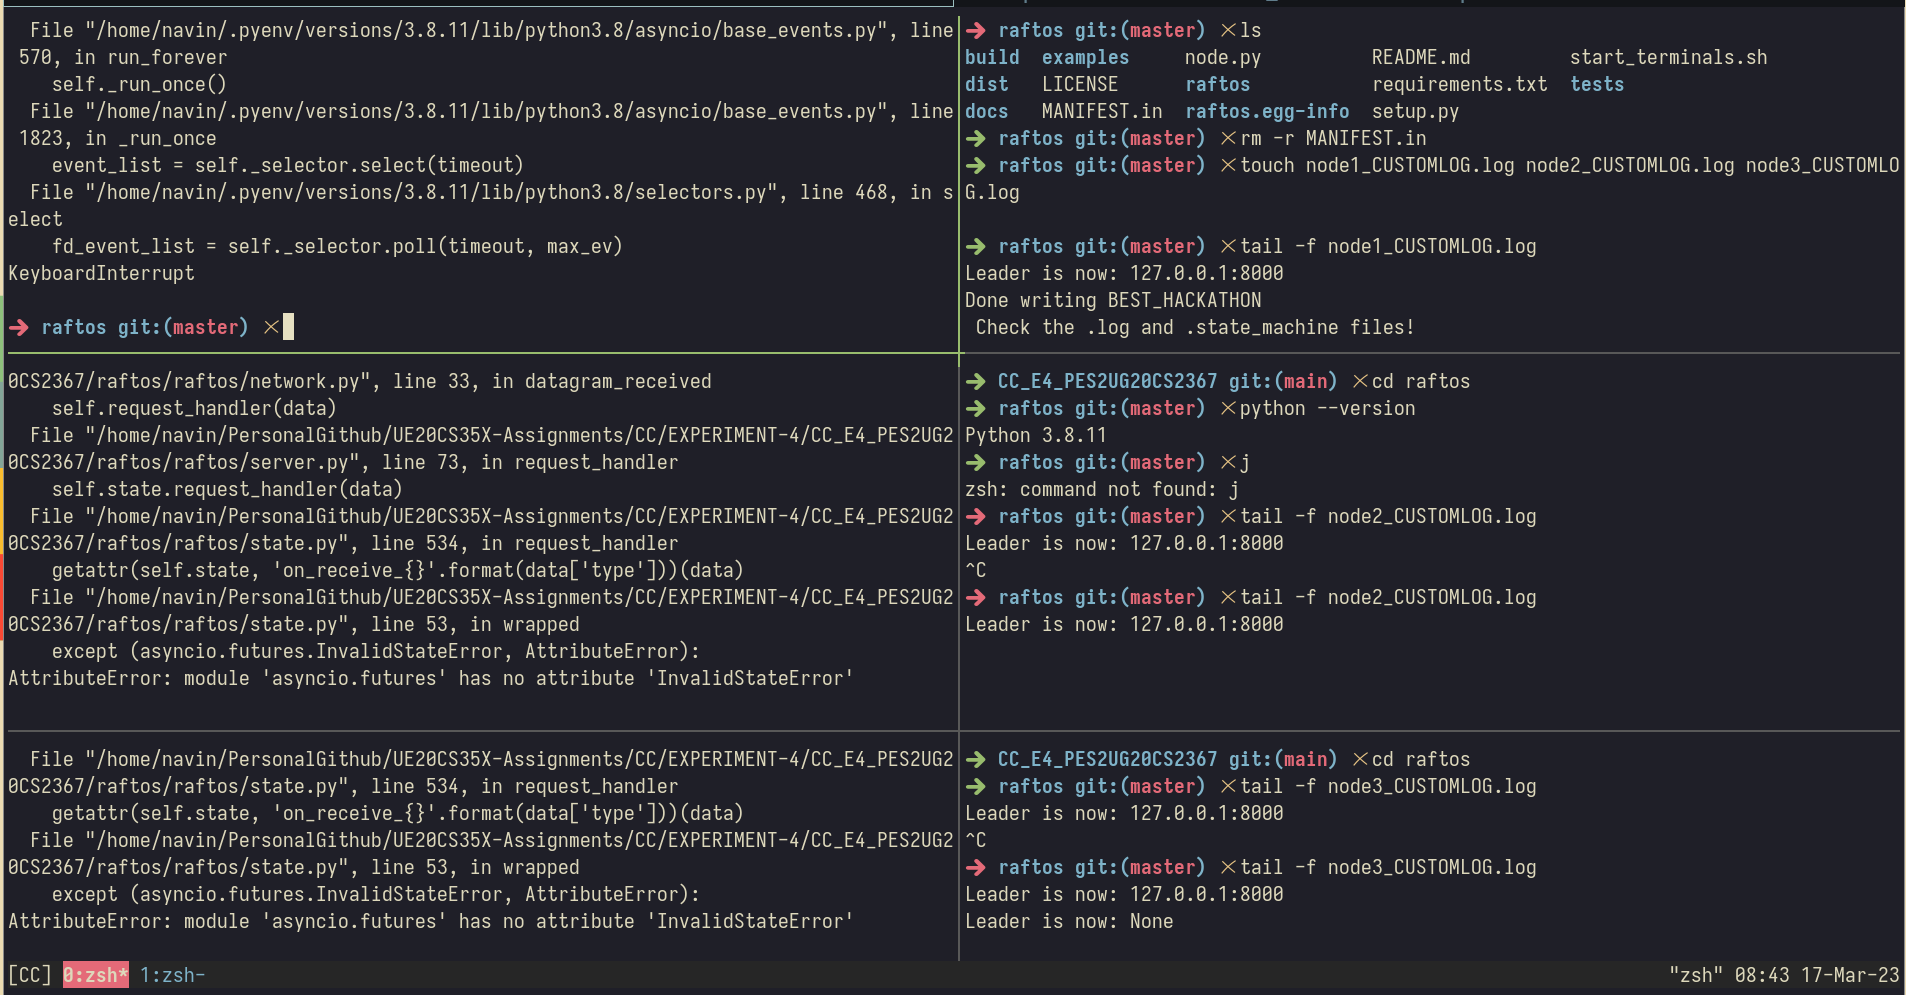 File "/home/navin/.pyenv/versions/3.8.11/lib/python3.8/asyncio/base_events.py", line
 570, in run_forever
    self._run_once()
  File "/home/navin/.pyenv/versions/3.8.11/lib/python3.8/asyncio/base_events.py", line
 1823, in _run_once
    event_list = self._selector.select(timeout)
  File "/home/navin/.pyenv/versions/3.8.11/lib/python3.8/selectors.py", line 468, in s
elect
    fd_event_list = self._selector.poll(timeout, max_ev)
KeyboardInterrupt
➜ raftos git:(master) ✗
➜ raftos git:(master) ✗ls
build examples node.py README.md start_terminals.sh
dist LICENSE raftos requirements.txt tests
docs MANIFEST.in raftos.egg-info setup.py
➜ raftos git:(master) ✗rm -r MANIFEST.in
➜ raftos git:(master) ✗touch node1_CUSTOMLOG.log node2_CUSTOMLOG.log node3_CUSTOMLO
G.log
➜ raftos git:(master) ✗tail -f node1_CUSTOMLOG.log
Leader is now: 127.0.0.1:8000
Done writing BEST_HACKATHON
 Check the .log and .state_machine files!
0CS2367/raftos/raftos/network.py", line 33, in datagram_received
    self.request_handler(data)
  File "/home/navin/PersonalGithub/UE20CS35X-Assignments/CC/EXPERIMENT-4/CC_E4_PES2UG2
0CS2367/raftos/raftos/server.py", line 73, in request_handler
    self.state.request_handler(data)
  File "/home/navin/PersonalGithub/UE20CS35X-Assignments/CC/EXPERIMENT-4/CC_E4_PES2UG2
0CS2367/raftos/raftos/state.py", line 534, in request_handler
    getattr(self.state, 'on_receive_{}'.format(data['type']))(data)
  File "/home/navin/PersonalGithub/UE20CS35X-Assignments/CC/EXPERIMENT-4/CC_E4_PES2UG2
0CS2367/raftos/raftos/state.py", line 53, in wrapped
    except (asyncio.futures.InvalidStateError, AttributeError):
AttributeError: module 'asyncio.futures' has no attribute 'InvalidStateError'
➜ CC_E4_PES2UG20CS2367 git:(main) ✗cd raftos
➜ raftos git:(master) ✗python --version
Python 3.8.11
➜ raftos git:(master) ✗j
zsh: command not found: j
➜ raftos git:(master) ✗tail -f node2_CUSTOMLOG.log
Leader is now: 127.0.0.1:8000
^C
➜ raftos git:(master) ✗tail -f node2_CUSTOMLOG.log
Leader is now: 127.0.0.1:8000
  File "/home/navin/PersonalGithub/UE20CS35X-Assignments/CC/EXPERIMENT-4/CC_E4_PES2UG2
0CS2367/raftos/raftos/state.py", line 534, in request_handler
    getattr(self.state, 'on_receive_{}'.format(data['type']))(data)
  File "/home/navin/PersonalGithub/UE20CS35X-Assignments/CC/EXPERIMENT-4/CC_E4_PES2UG2
0CS2367/raftos/raftos/state.py", line 53, in wrapped
    except (asyncio.futures.InvalidStateError, AttributeError):
AttributeError: module 'asyncio.futures' has no attribute 'InvalidStateError'
➜ CC_E4_PES2UG20CS2367 git:(main) ✗cd raftos
➜ raftos git:(master) ✗tail -f node3_CUSTOMLOG.log
Leader is now: 127.0.0.1:8000
^C
➜ raftos git:(master) ✗tail -f node3_CUSTOMLOG.log
Leader is now: 127.0.0.1:8000
Leader is now: None
[CC] 0:zsh* 1:zsh- "zsh" 08:43 17-Mar-23